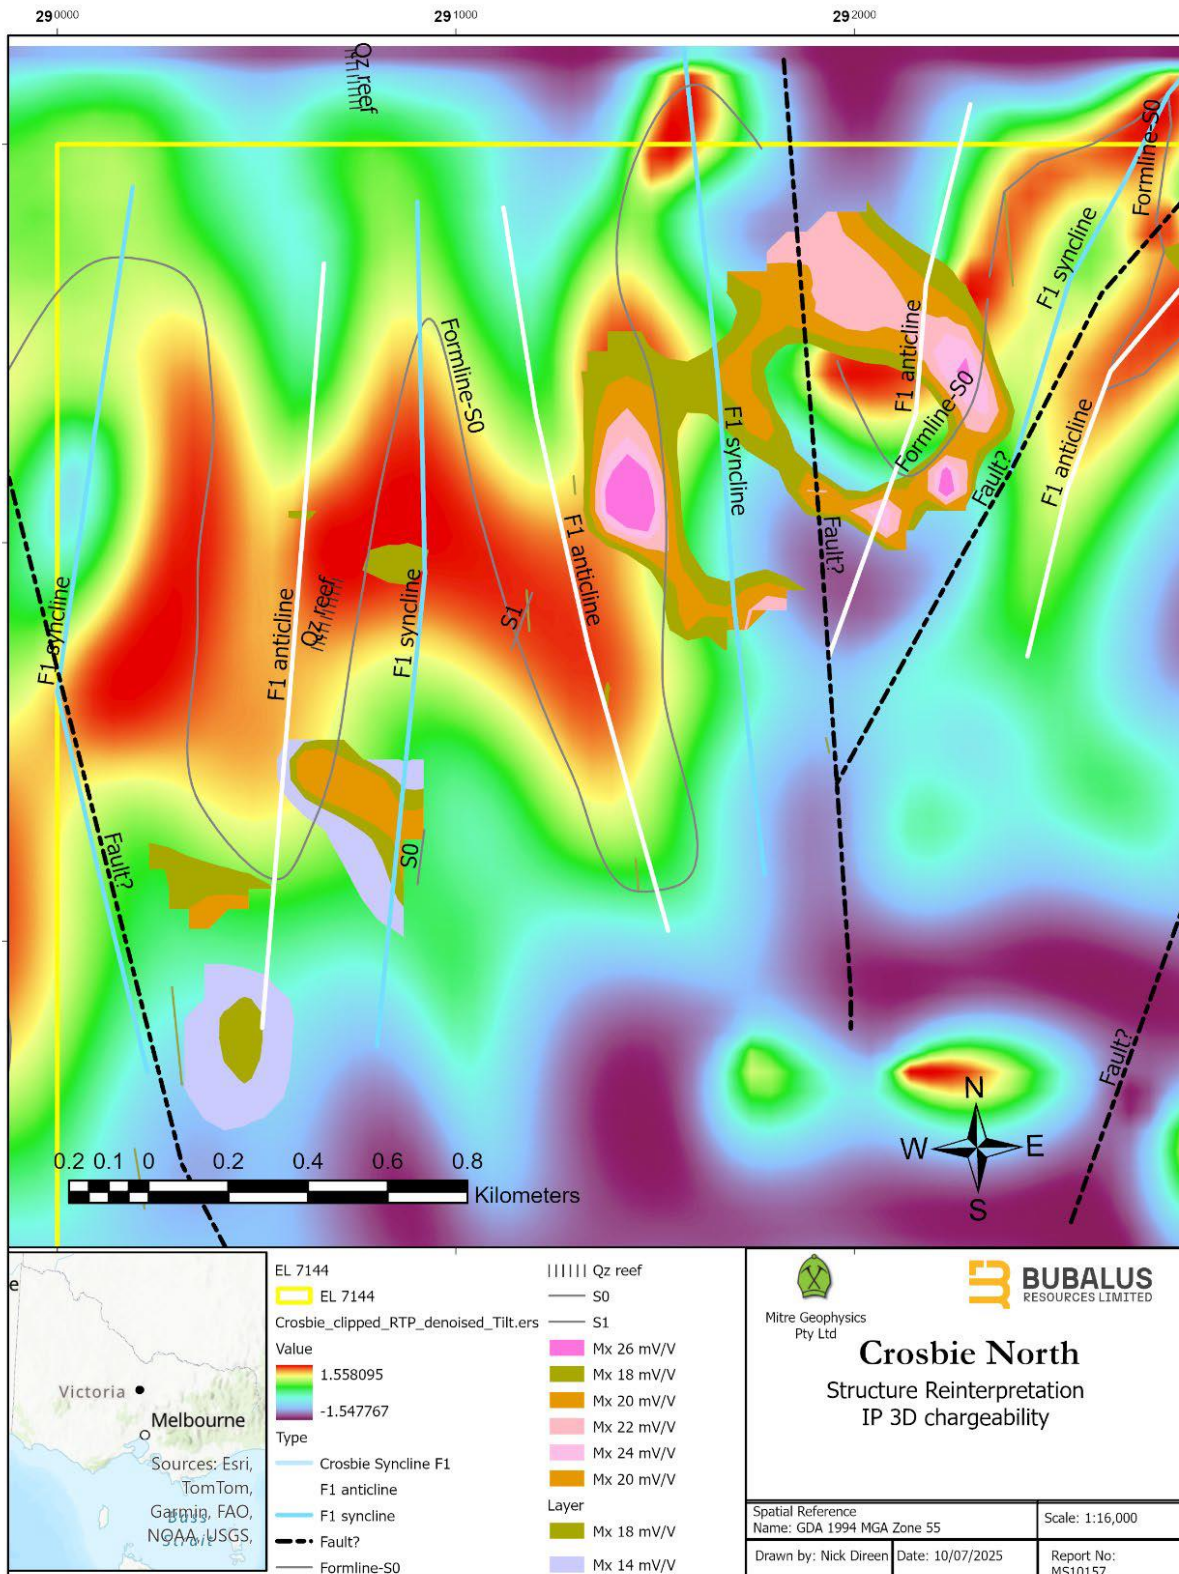 290000
291000
292000
Qz reef
Formline-S0
F1 syncline
Formline-S0
F1 anticline
Formline-S0
F1 syncline
F1 anticline
Fault?
F1 anticline
Fault?
S1
F1 syncline
F1 anticline
Qz reef
F1 syncline
Fault?
S0
Fault?
0.2 0.1 0 0.2 0.4 0.6 0.8
Kilometers
N
W E
S
e
Victoria
Melbourne
Bass
Strait
Sources: Esri,
TomTom,
Garmin, FAO,
NOAA, USGS,
EL 7144
EL 7144
Crosbie_clipped_RTP_denoised_Tilt.ers
Value
1.558095
-1.547767
Type
Crosbie Syncline F1
F1 anticline
F1 syncline
Fault?
Formline-S0
Qz reef
S0
S1
Mx 26 mV/V
Mx 18 mV/V
Mx 20 mV/V
Mx 22 mV/V
Mx 24 mV/V
Mx 20 mV/V
Layer
Mx 18 mV/V
Mx 14 mV/V
Mitre Geophysics
Pty Ltd
BUBALUS
RESOURCES LIMITED
Crosbie North
Structure Reinterpretation
IP 3D chargeability
Spatial Reference
Name: GDA 1994 MGA Zone 55
Scale: 1:16,000
Drawn by: Nick Direen
Date: 10/07/2025
Report No:
MS10157